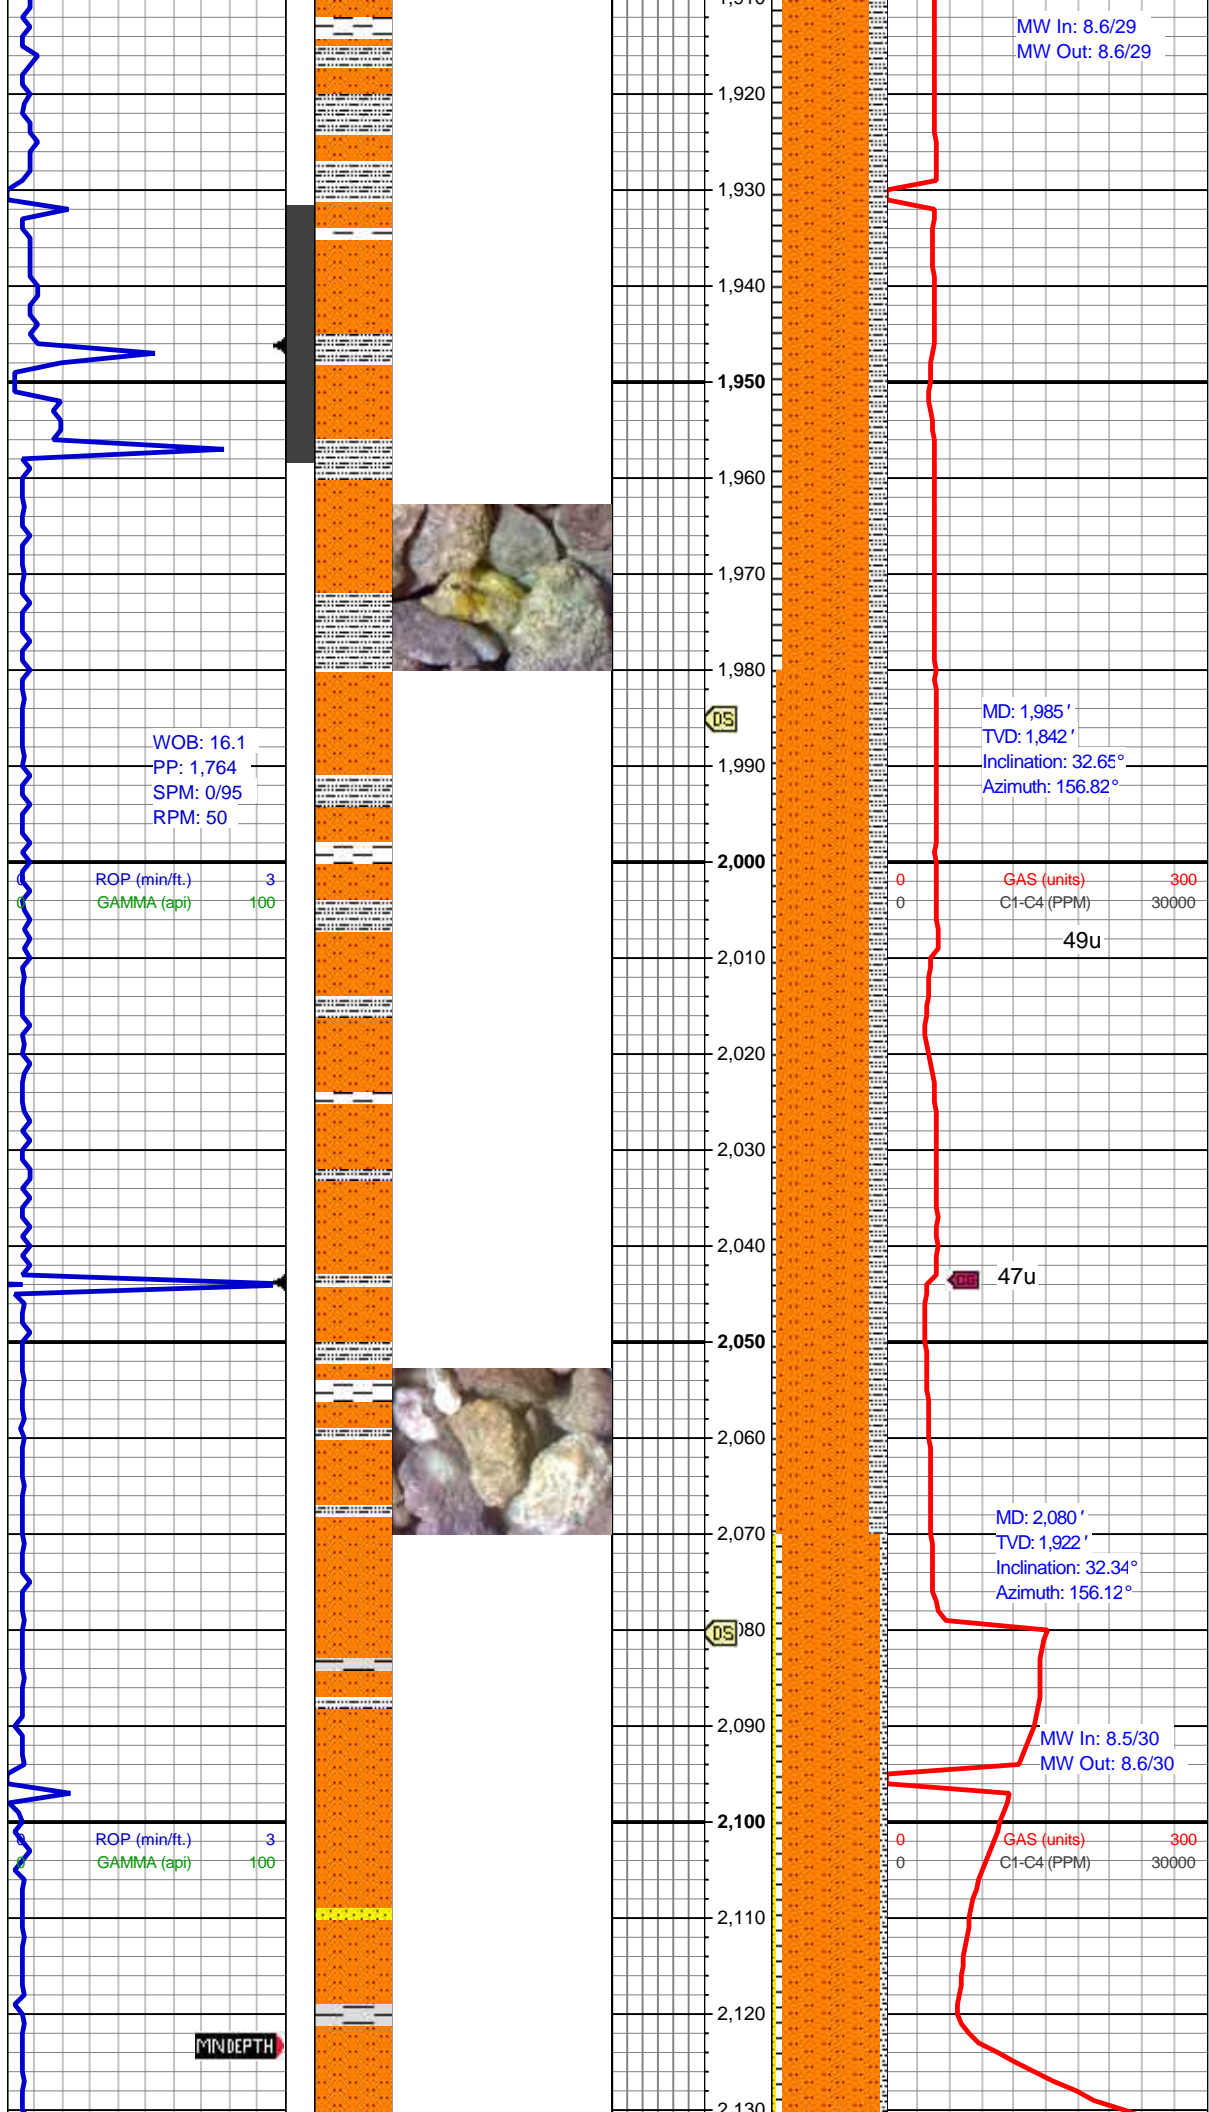 MW In: 8.6/29
MW Out: 8.6/29
1,920
1,930
1,940
1,950
1,960
1,970
1,980
DS
MD: 1,985 '
TVD: 1,842 '
Inclination: 32.65°
Azimuth: 156.82°
WOB: 16.1
PP: 1,764
SPM: 0/95
RPM: 50
1,990
2,000
0 ROP (min/ft.) 3
0 GAMMA (api) 100
0 GAS (units) 300
0 C1-C4 (PPM) 30000
49u
2,010
2,020
2,030
2,040
CG 47u
2,050
2,060
2,070
MD: 2,080 '
TVD: 1,922 '
Inclination: 32.34°
Azimuth: 156.12°
DS 080
2,090
MW In: 8.5/30
MW Out: 8.6/30
2,100
0 ROP (min/ft.) 3
0 GAMMA (api) 100
0 GAS (units) 300
0 C1-C4 (PPM) 30000
2,110
2,120
MNDEPTH
2,130